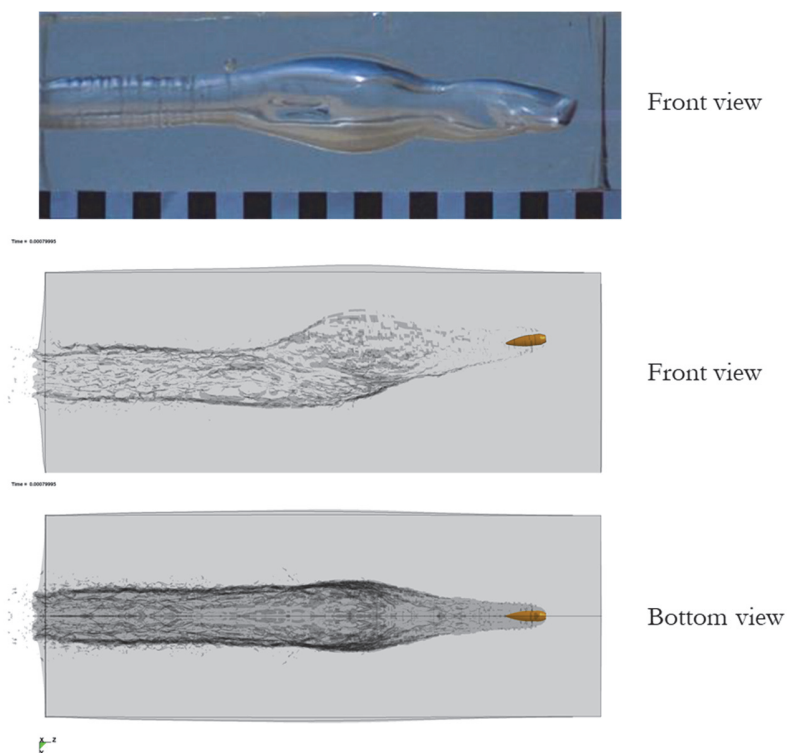 Front view
Time = 0.00079995
Front view
Time = 0.00079995
Bottom view
X Z